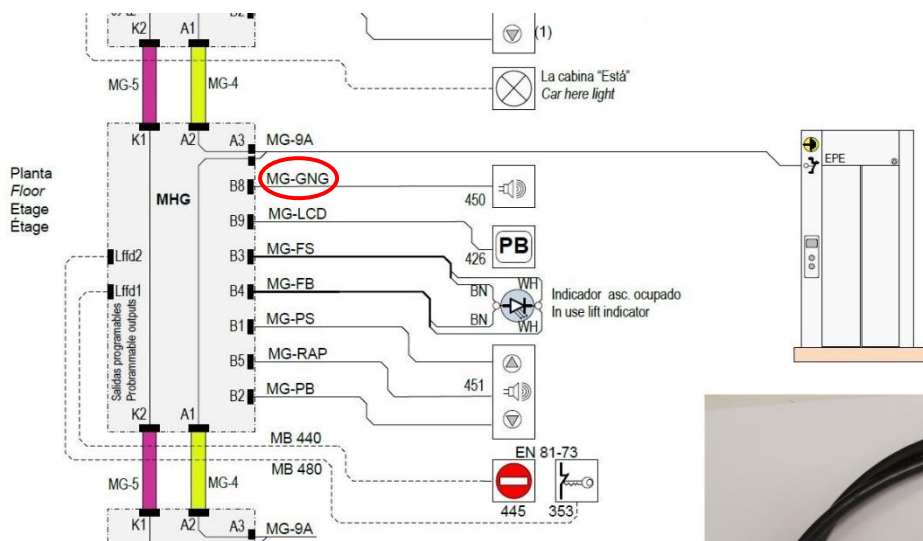 K2
A1
B2
(1)
MG-5
MG-4
La cabina "Está"
Car here light
K1
A2
A3
MG-9A
EPE
Planta
Floor
Etage
Étage
MHG
B8
MG-GNG
450
B9
MG-LCD
426
PB
Lffd2
B3
MG-FS
WH
BN
Lffd1
B4
MG-FB
BN
WH
Indicador asc. ocupado
In use lift indicator
B1
MG-PS
B5
MG-RAP
451
B2
MG-PB
Salidas programables
Probrammable outputs
K2
A1
MB 440
MB 480
EN 81-73
445
353
MG-5
MG-4
K1
A2
A3
MG-9A